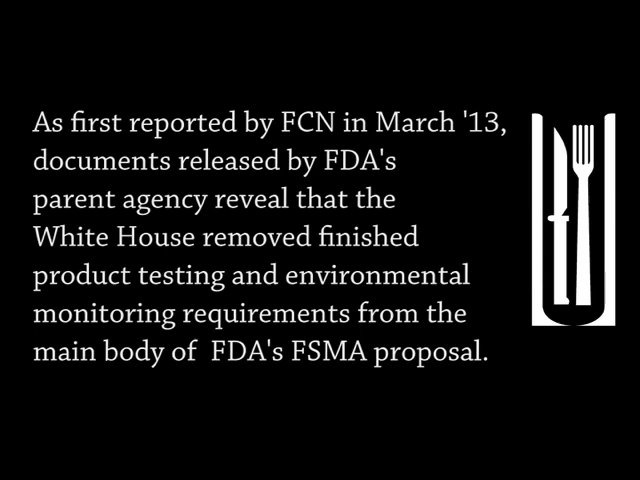 As first reported by FCN in March '13,
documents released by FDA's
parent agency reveal that the
White House removed finished
product testing and environmental
monitoring requirements from the
main body of  FDA's FSMA proposal.